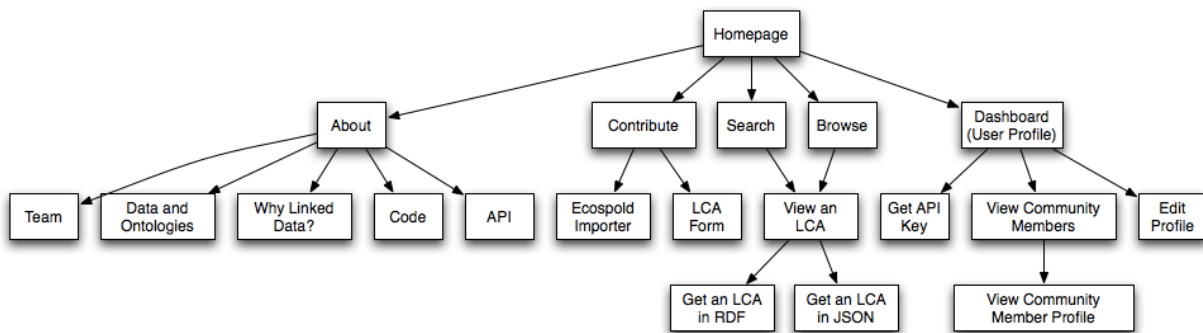 Homepage
About
Contribute
Search
Browse
Dashboard
(User Profile)
Team
Data and
Ontologies
Why Linked
Data?
Code
API
Ecospold
Importer
LCA
Form
View an
LCA
Get API
Key
View Community
Members
Edit
Profile
Get an LCA
in RDF
Get an LCA
in JSON
View Community
Member Profile